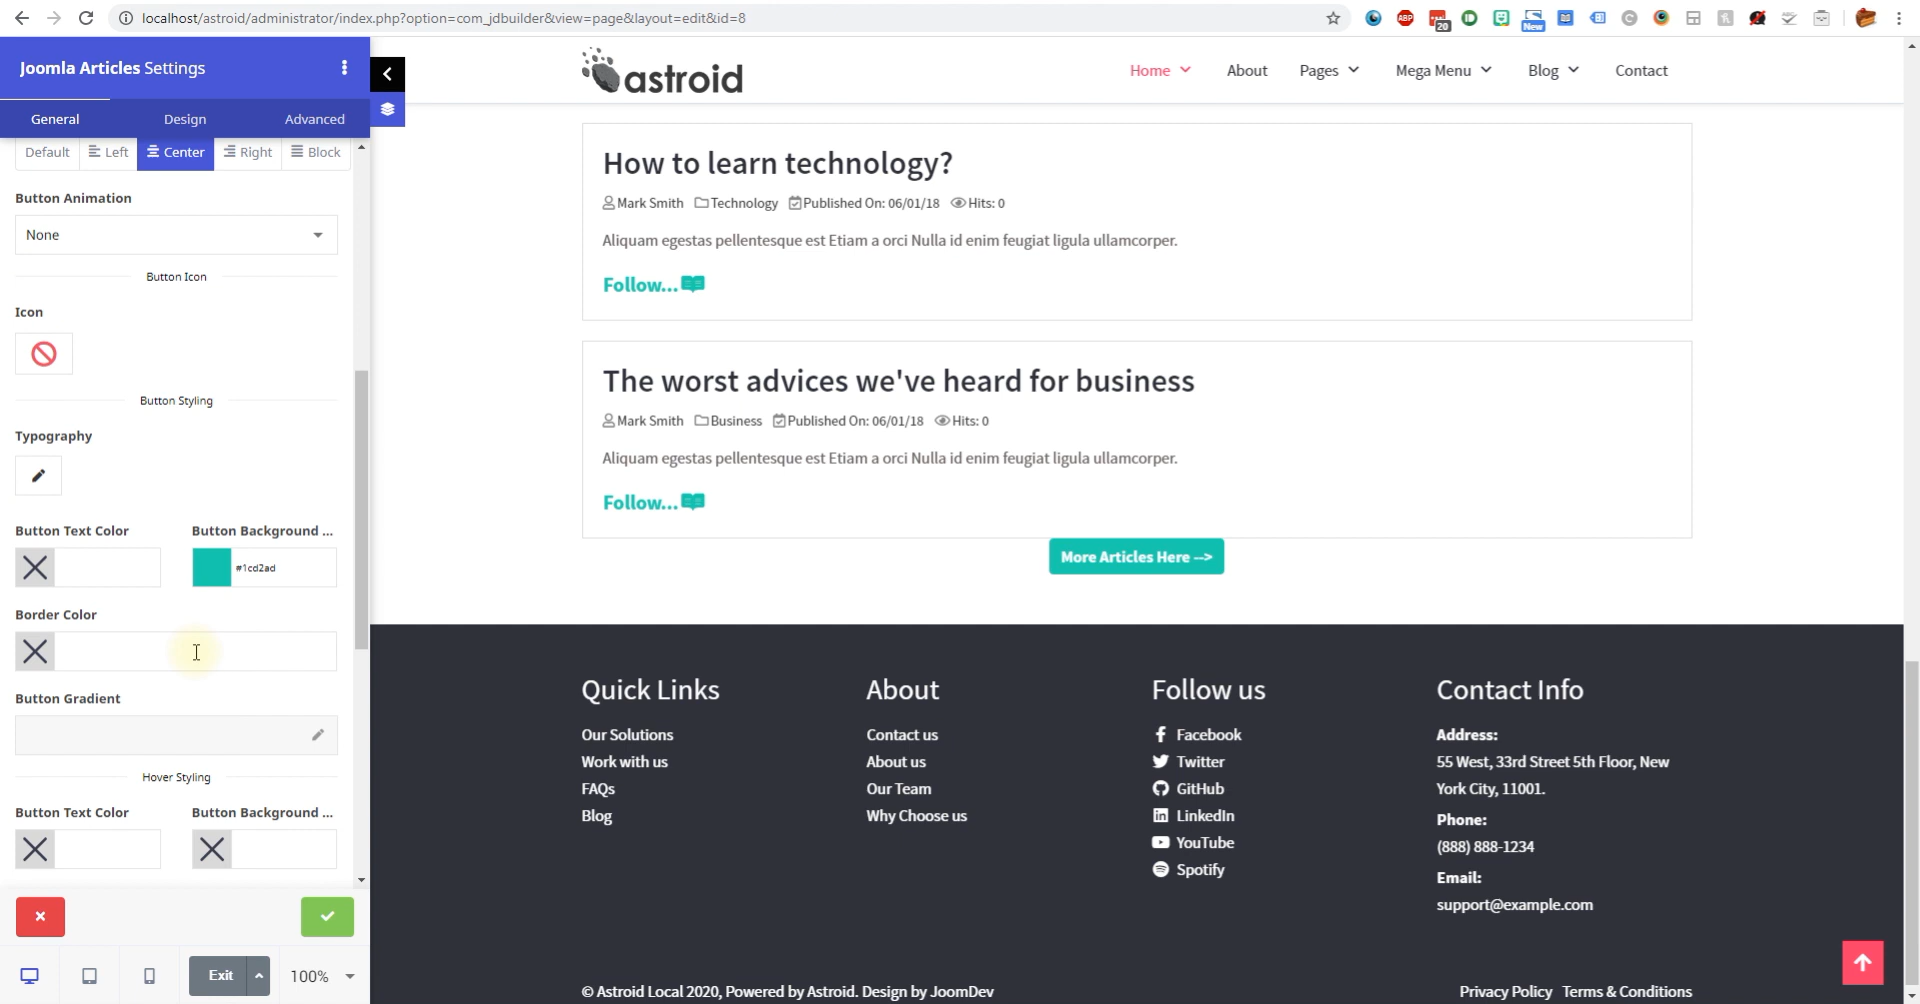 localhost/astroid/administrator/index.php?option=com_jdbuilder&view=page&layout=edit&id=8
ABP
20
New
Joomla Articles Settings
General
Design
Advanced
Default
Left
Center
Right
Block
Button Animation
None
Button Icon
Icon
Button Styling
Typography
Button Text Color
Button Background ...
#1cd2ad
Border Color
Button Gradient
Hover Styling
Button Text Color
Button Background ...
Exit
100%
astroid
Home
About
Pages
Mega Menu
Blog
Contact
How to learn technology?
Mark Smith Technology Published On: 06/01/18 Hits: 0
Aliquam egestas pellentesque est Etiam a orci Nulla id enim feugiat ligula ullamcorper.
Follow...
The worst advices we've heard for business
Mark Smith Business Published On: 06/01/18 Hits: 0
Aliquam egestas pellentesque est Etiam a orci Nulla id enim feugiat ligula ullamcorper.
Follow...
More Articles Here -->
Quick Links
Our Solutions
Work with us
FAQs
Blog
About
Contact us
About us
Our Team
Why Choose us
Follow us
Facebook
Twitter
GitHub
LinkedIn
YouTube
Spotify
Contact Info
Address:
55 West, 33rd Street 5th Floor, New
York City, 11001.
Phone:
(888) 888-1234
Email:
support@example.com
© Astroid Local 2020, Powered by Astroid. Design by JoomDev
Privacy Policy Terms & Conditions